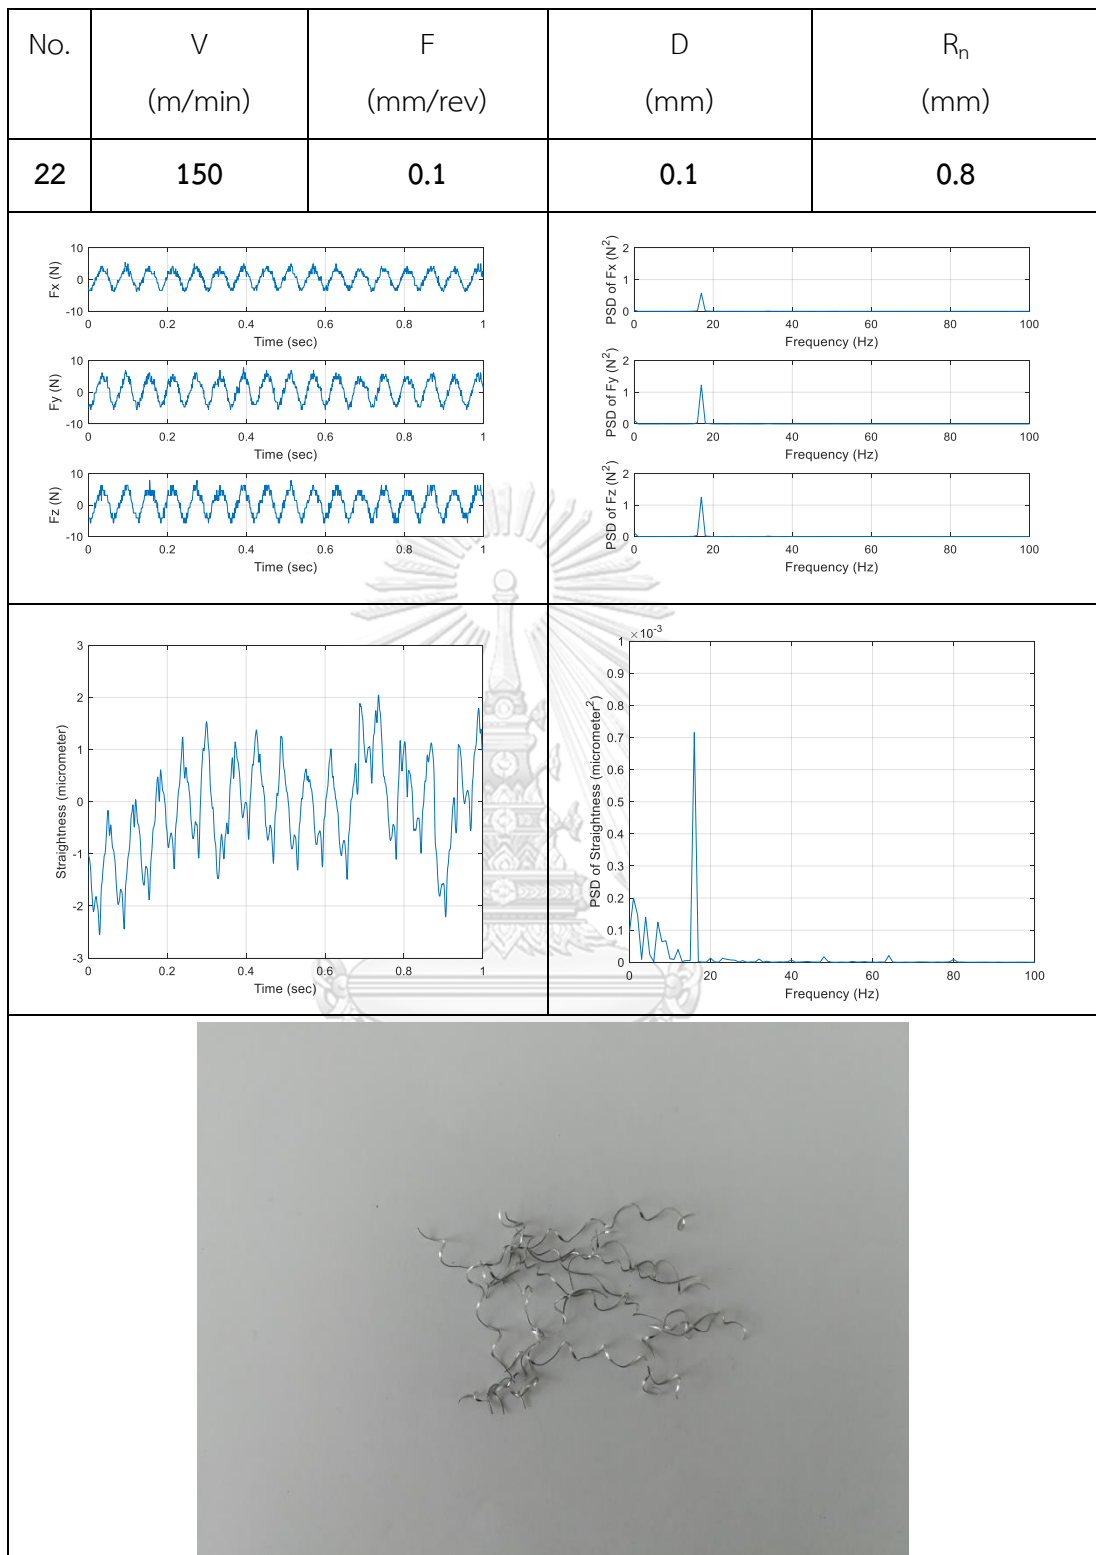 No. V F D Rn
(m/min) (mm/rev) (mm) (mm)
22 150 0.1 0.1 0.8
10
0
-10
Fx (N)
0 0.2 0.4 0.6 0.8 1
Time (sec)
10
0
-10
Fy (N)
0 0.2 0.4 0.6 0.8 1
Time (sec)
10
0
-10
Fz (N)
0 0.2 0.4 0.6 0.8 1
Time (sec)
2
1
0
PSD of Fx (N²)
0 20 40 60 80 100
Frequency (Hz)
2
1
0
PSD of Fy (N²)
0 20 40 60 80 100
Frequency (Hz)
2
1
0
PSD of Fz (N²)
0 20 40 60 80 100
Frequency (Hz)
3
2
1
0
-1
-2
-3
Straightness (micrometer)
0 0.2 0.4 0.6 0.8 1
Time (sec)
×10⁻³
1
0.9
0.8
0.7
0.6
0.5
0.4
0.3
0.2
0.1
0
PSD of Straightness (micrometer²)
0 20 40 60 80 100
Frequency (Hz)